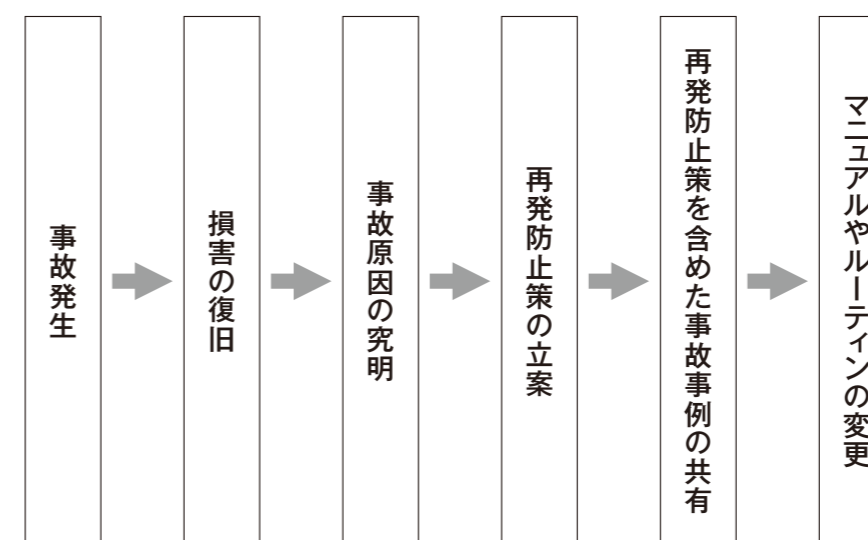 事故発生
損害の復旧
事故原因の究明
再発防止策の立案
再発防止策を含めた事故事例の共有
マニュアルやルーティンの変更